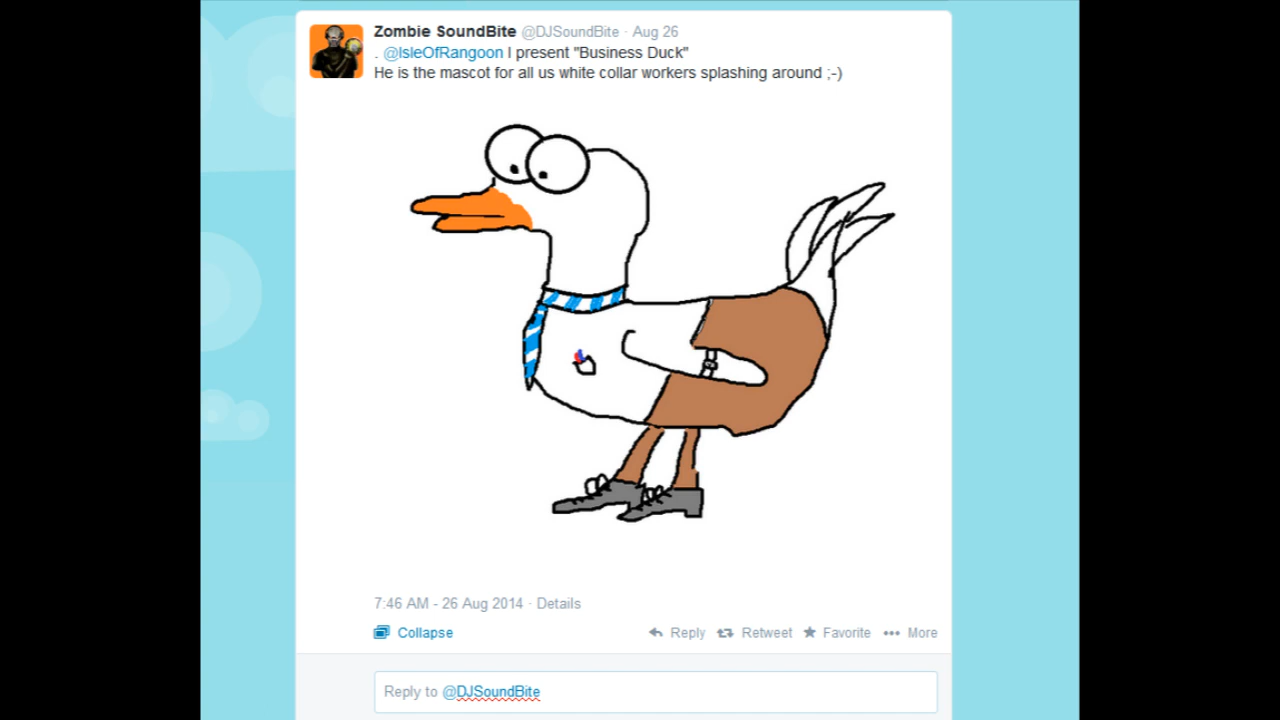 Zombie SoundBite @DJSoundBite · Aug 26
. @IsleOfRangoon I present "Business Duck"
He is the mascot for all us white collar workers splashing around ;-)
7:46 AM - 26 Aug 2014 · Details
Collapse Reply Retweet Favorite More
Reply to @DJSoundBite